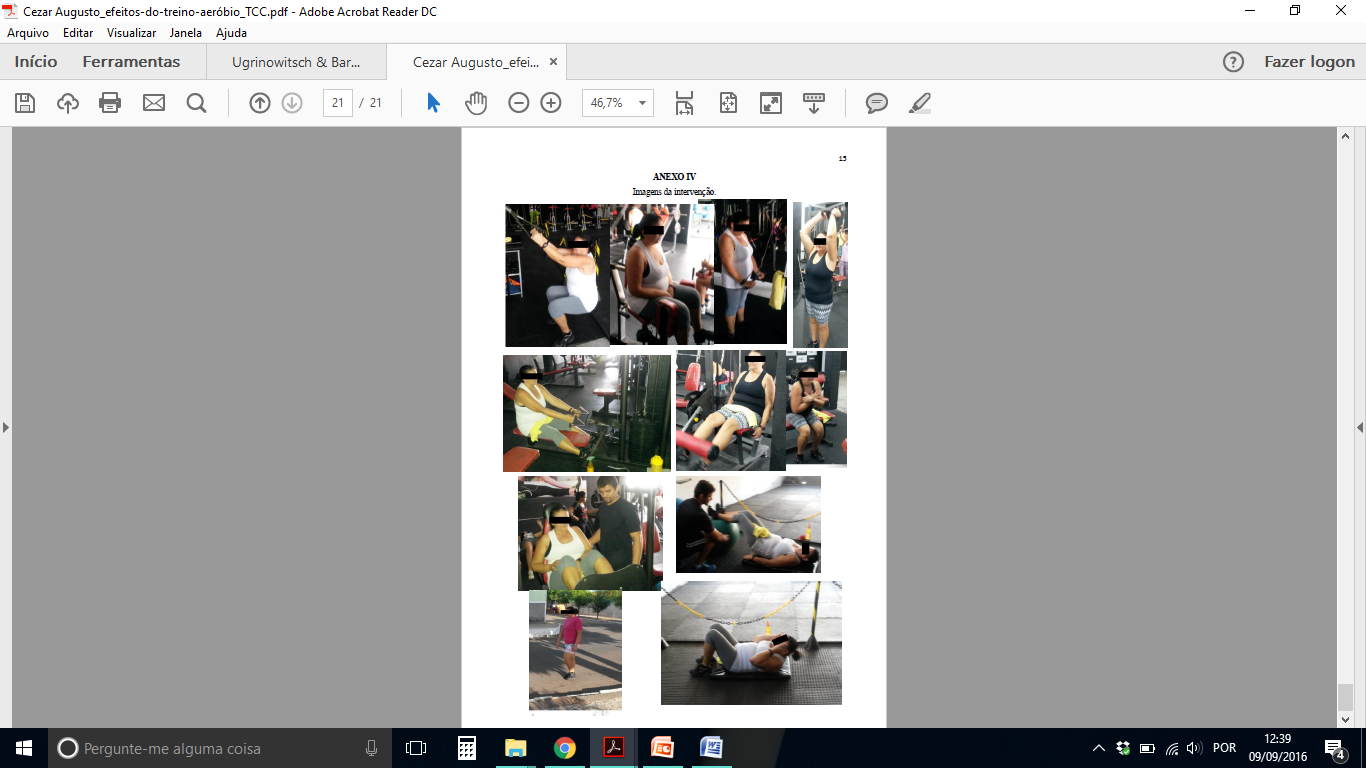 Cezar Augusto_efeitos-do-treino-aeróbio_TCC.pdf - Adobe Acrobat Reader DC
Arquivo Editar Visualizar Janela Ajuda
Início Ferramentas Ugrinowitsch & Bar... Cezar Augusto_efei... × ? Fazer logon
21 / 21 46,7%
15
ANEXO IV
Imagens da intervenção.
Pergunte-me alguma coisa
POR
12:39
09/09/2016
4